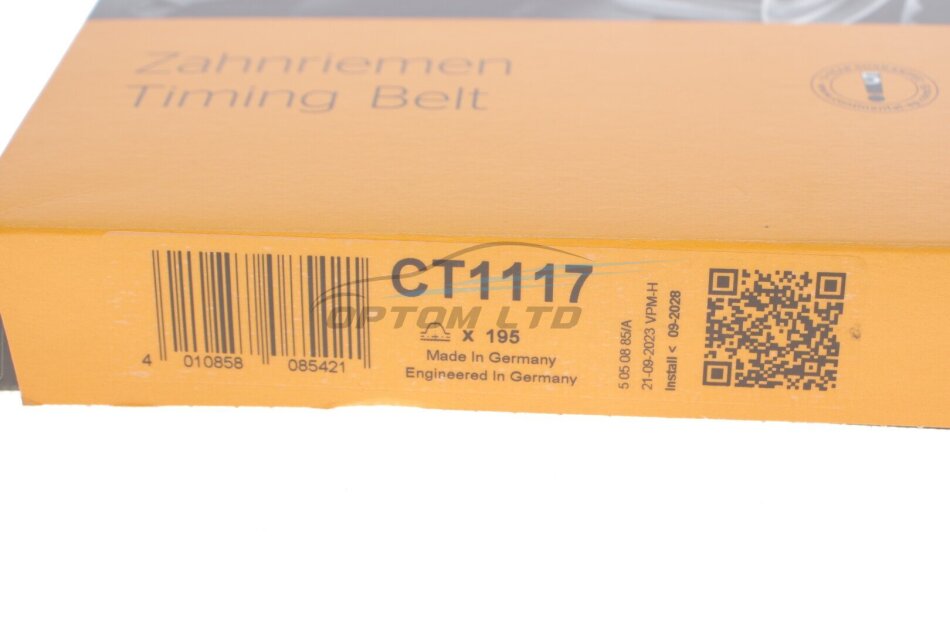 Zahnriemen
Timing Belt
CT1117
OPTOM LTD
x 195
Made In Germany
Engineered In Germany
4 010858 085421
5 05 08 85/A
21-09-2023 VPM-H
Install < 09-2028